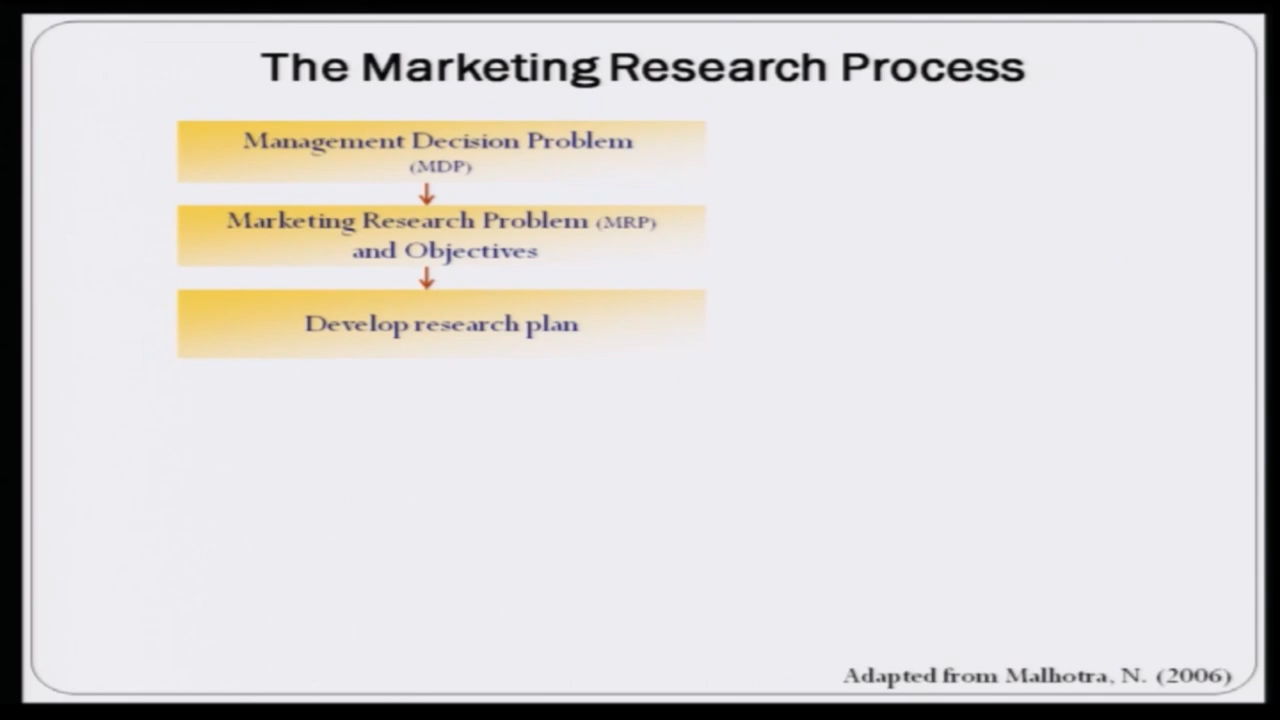 The Marketing Research Process
Management Decision Problem
(MDP)
Marketing Research Problem (MRP)
and Objectives
Develop research plan
Adapted from Malhotra, N. (2006)